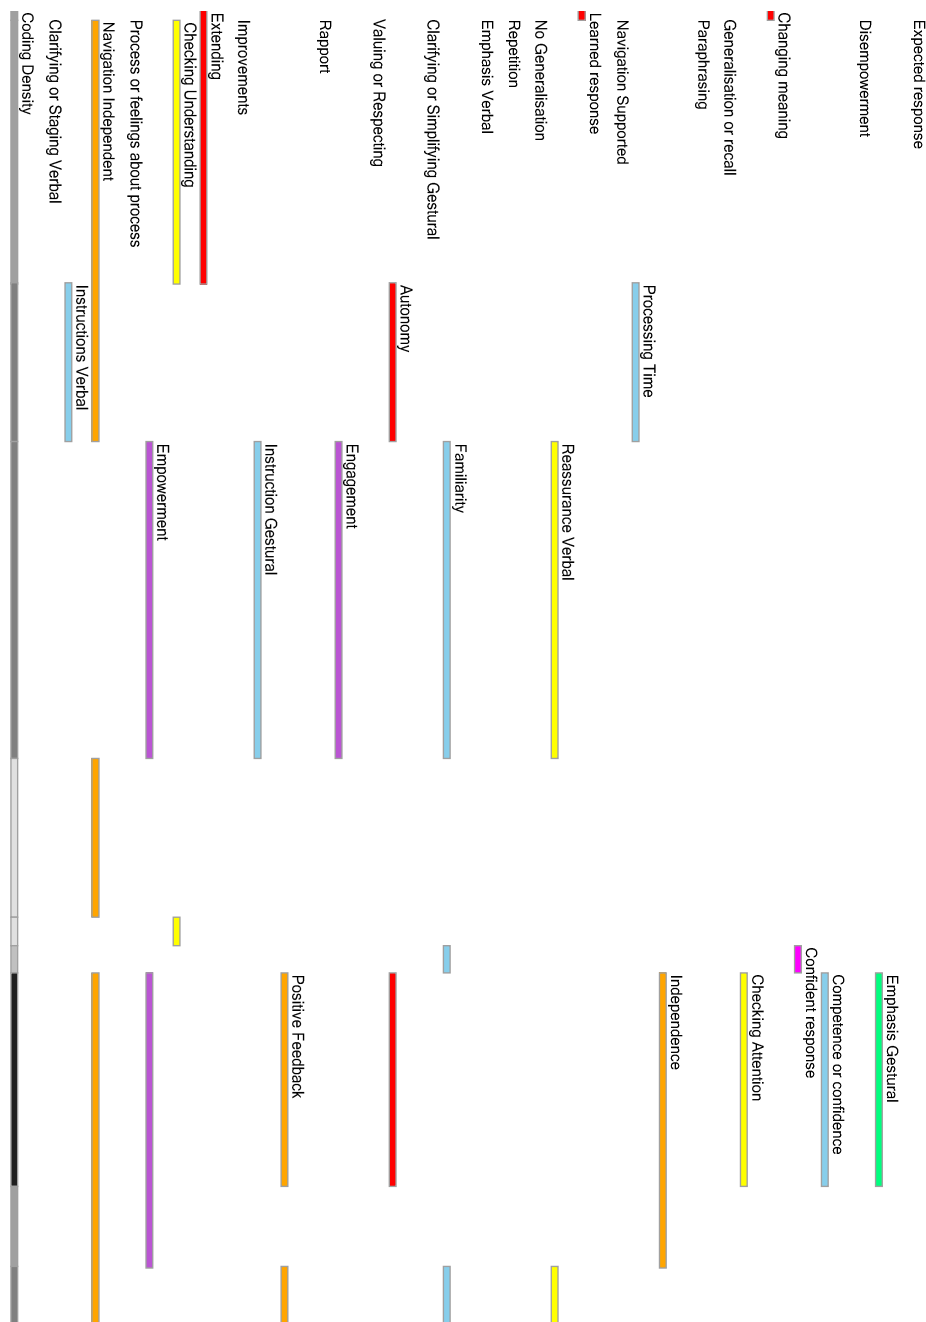 Expected response
Emphasis Gestural
Disempowerment
Competence or confidence
Confident response
Changing meaning
Checking Attention
Generalisation or recall
Paraphrasing
Independence
Processing Time
Navigation Supported
Learned response
Reassurance Verbal
No Generalisation
Repetition
Emphasis Verbal
Familiarity
Clarifying or Simplifying Gestural
Autonomy
Valuing or Respecting
Engagement
Rapport
Positive Feedback
Instruction Gestural
Improvements
Extending
Checking Understanding
Empowerment
Process or feelings about process
Navigation Independent
Instructions Verbal
Clarifying or Staging Verbal
Coding Density